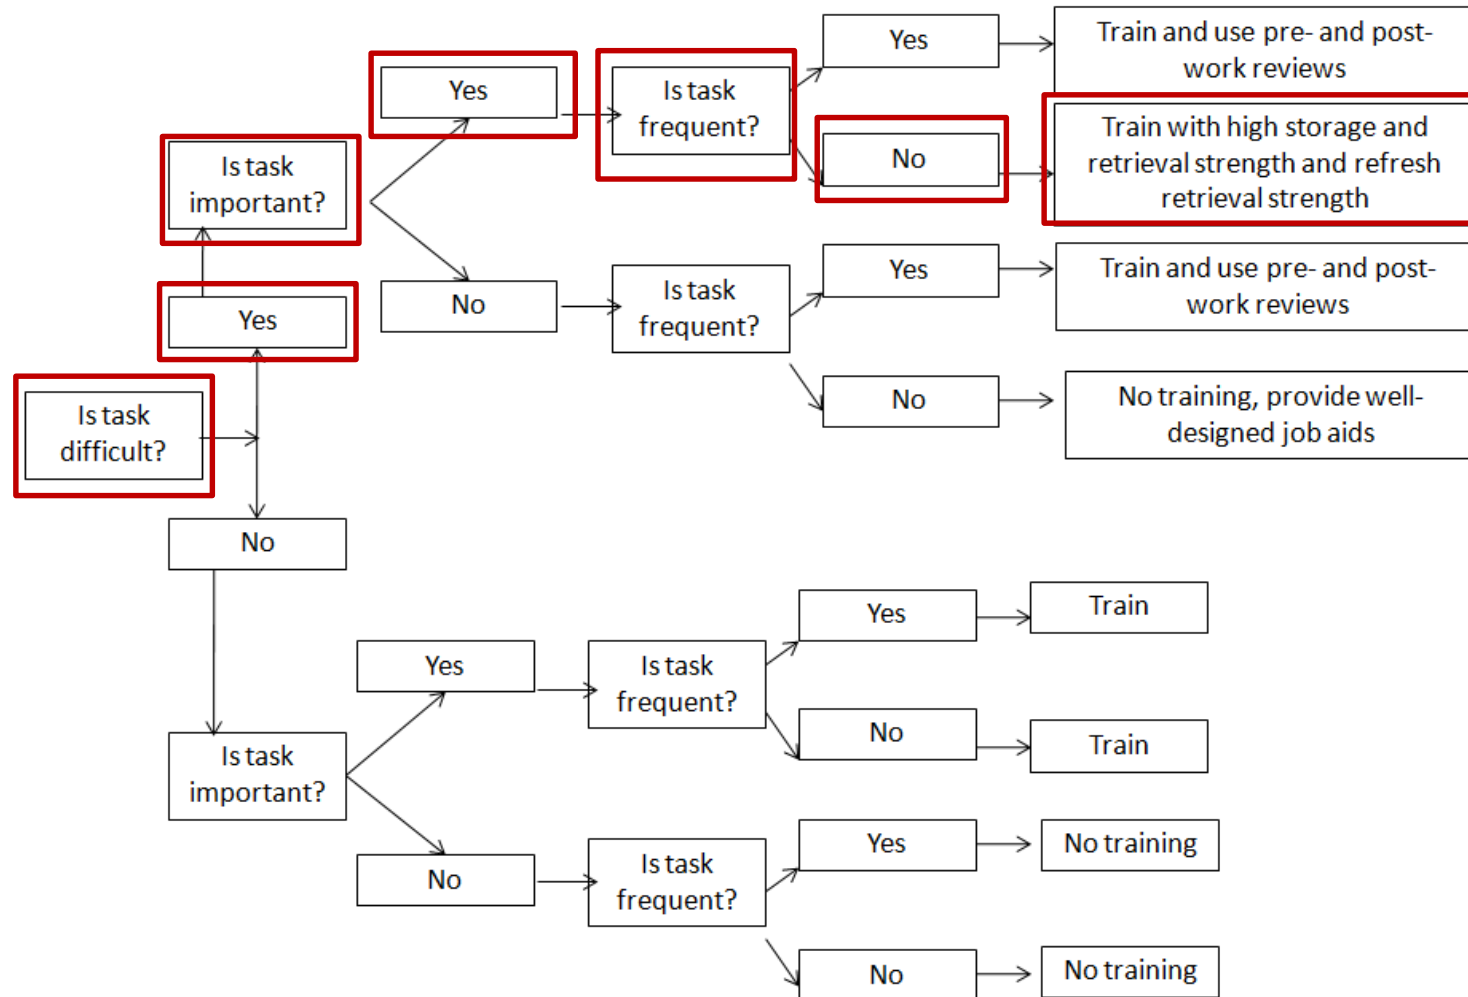 Yes
Train and use pre- and post-
work reviews
Yes
Is task
frequent?
No
Train with high storage and
retrieval strength and refresh
retrieval strength
Is task
important?
No
Is task
frequent?
Yes
Train and use pre- and post-
work reviews
Yes
No
No training, provide well-
designed job aids
Is task
difficult?
No
Yes
Train
Yes
Is task
frequent?
No
Train
Is task
important?
No
Is task
frequent?
Yes
No training
No
No training